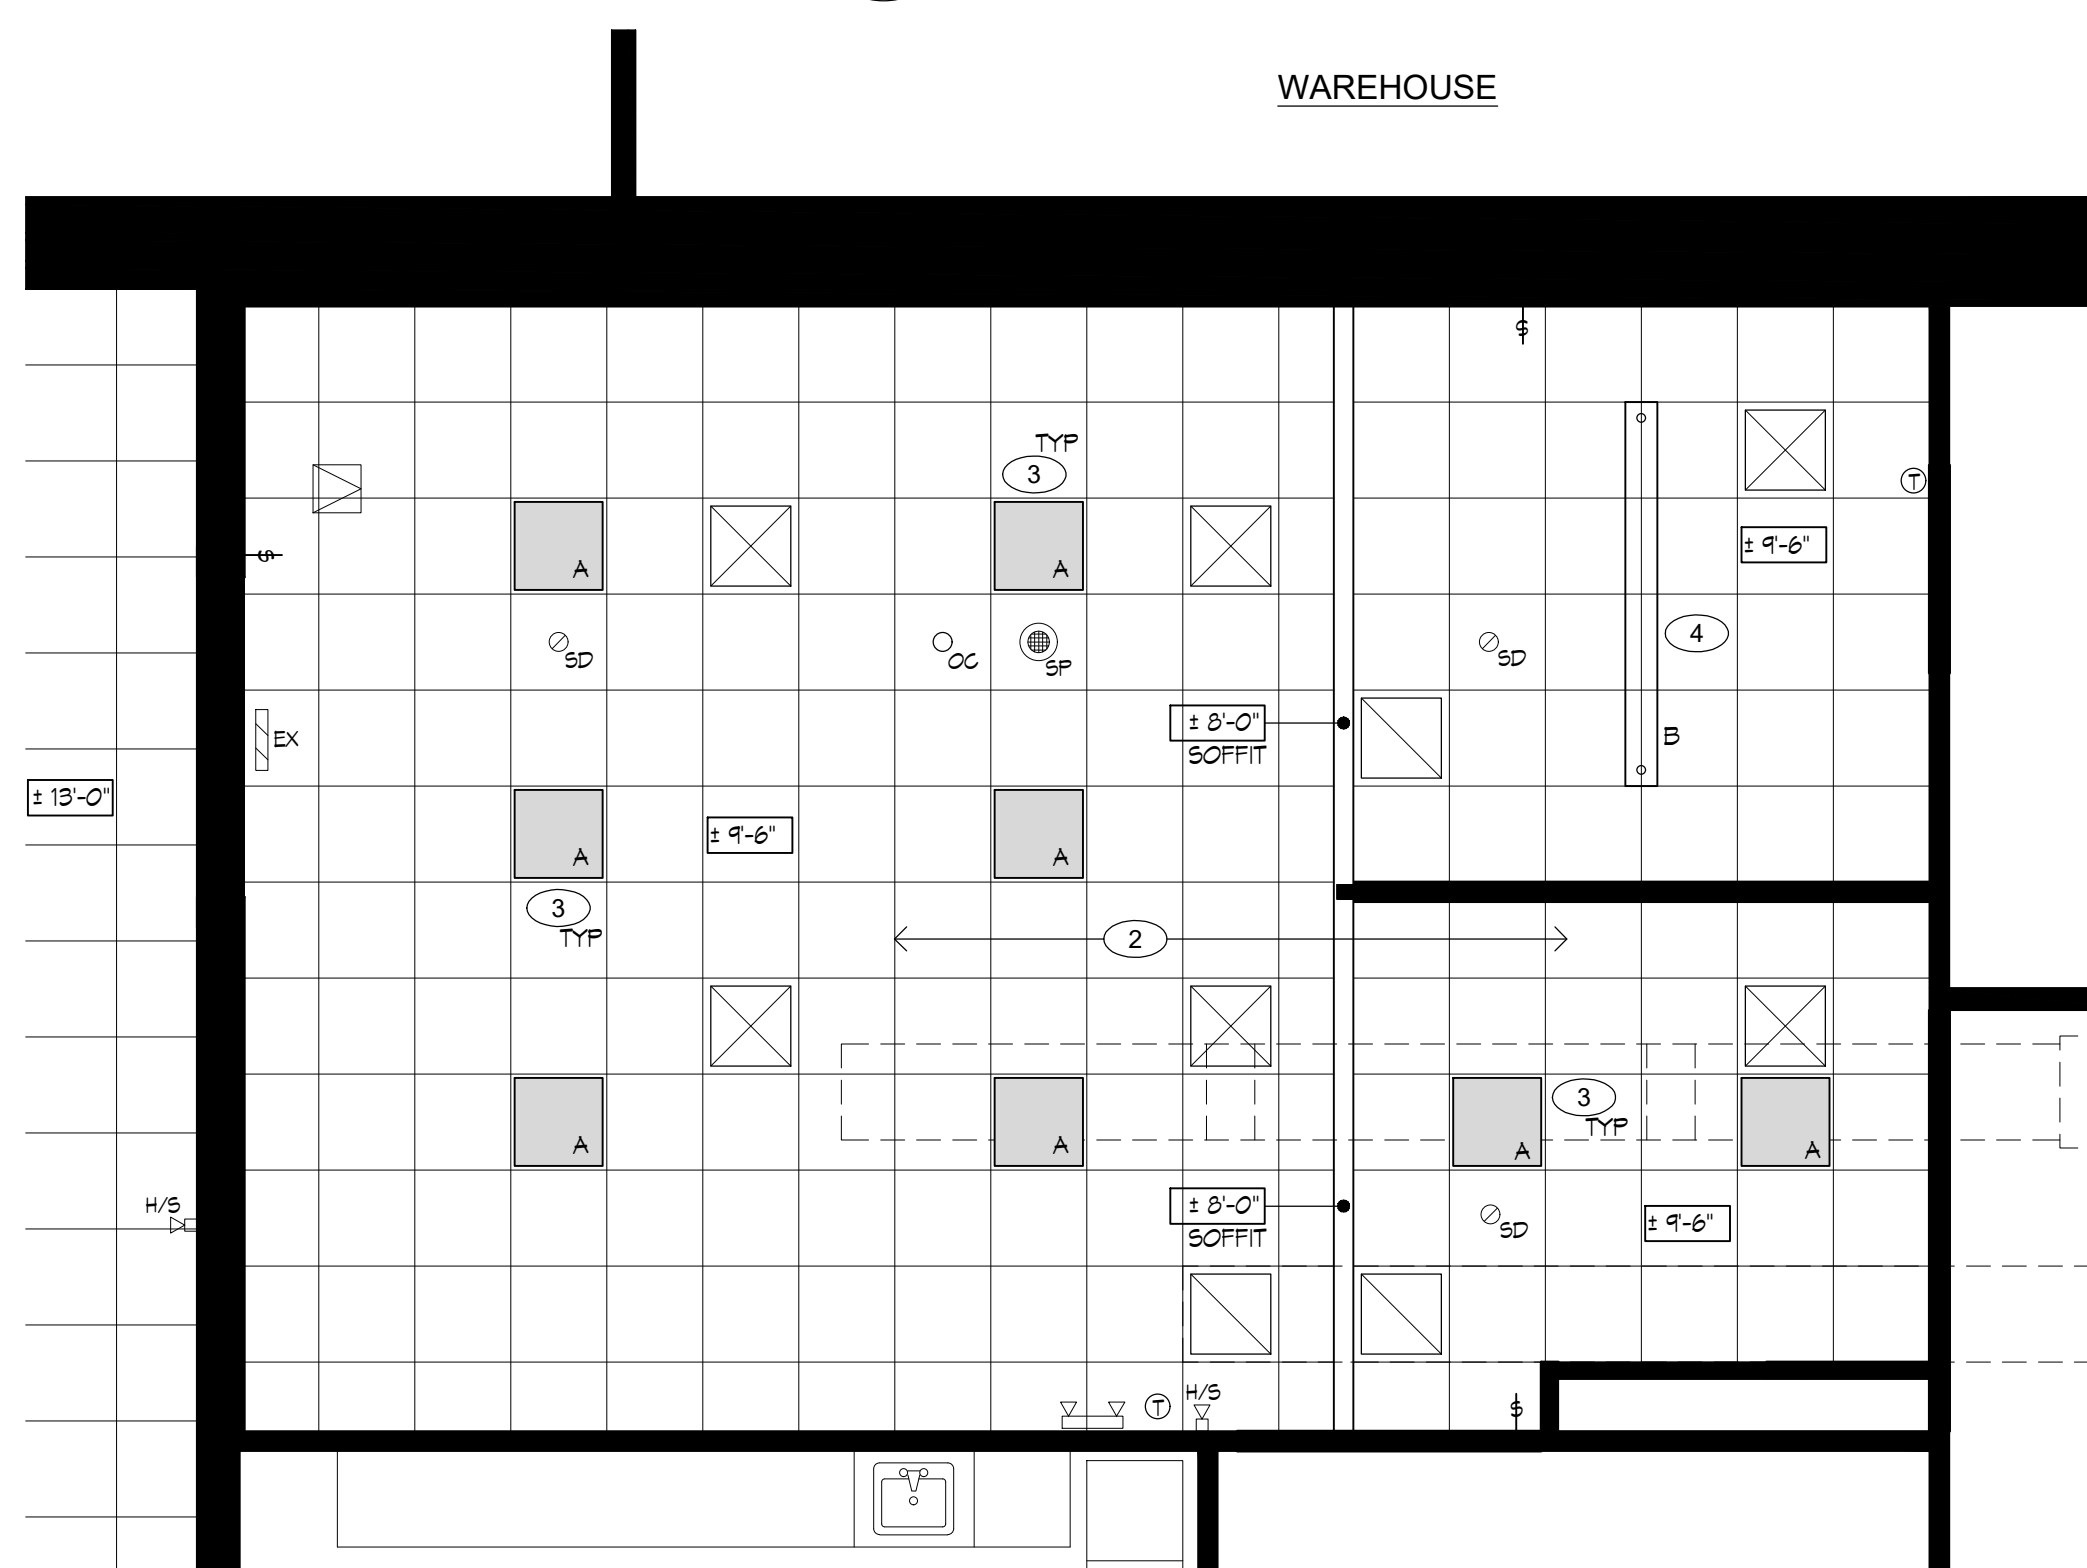 WAREHOUSE
$
TYP
3
T
$
A
A
± 9'-6"
4
SD
OC
SP
SD
± 8'-0"
SOFFIT
EX
B
± 13'-0"
± 9'-6"
A
A
3
TYP
2
3
TYP
A
A
A
A
H/S
± 8'-0"
SOFFIT
SD
± 9'-6"
H/S
T
$